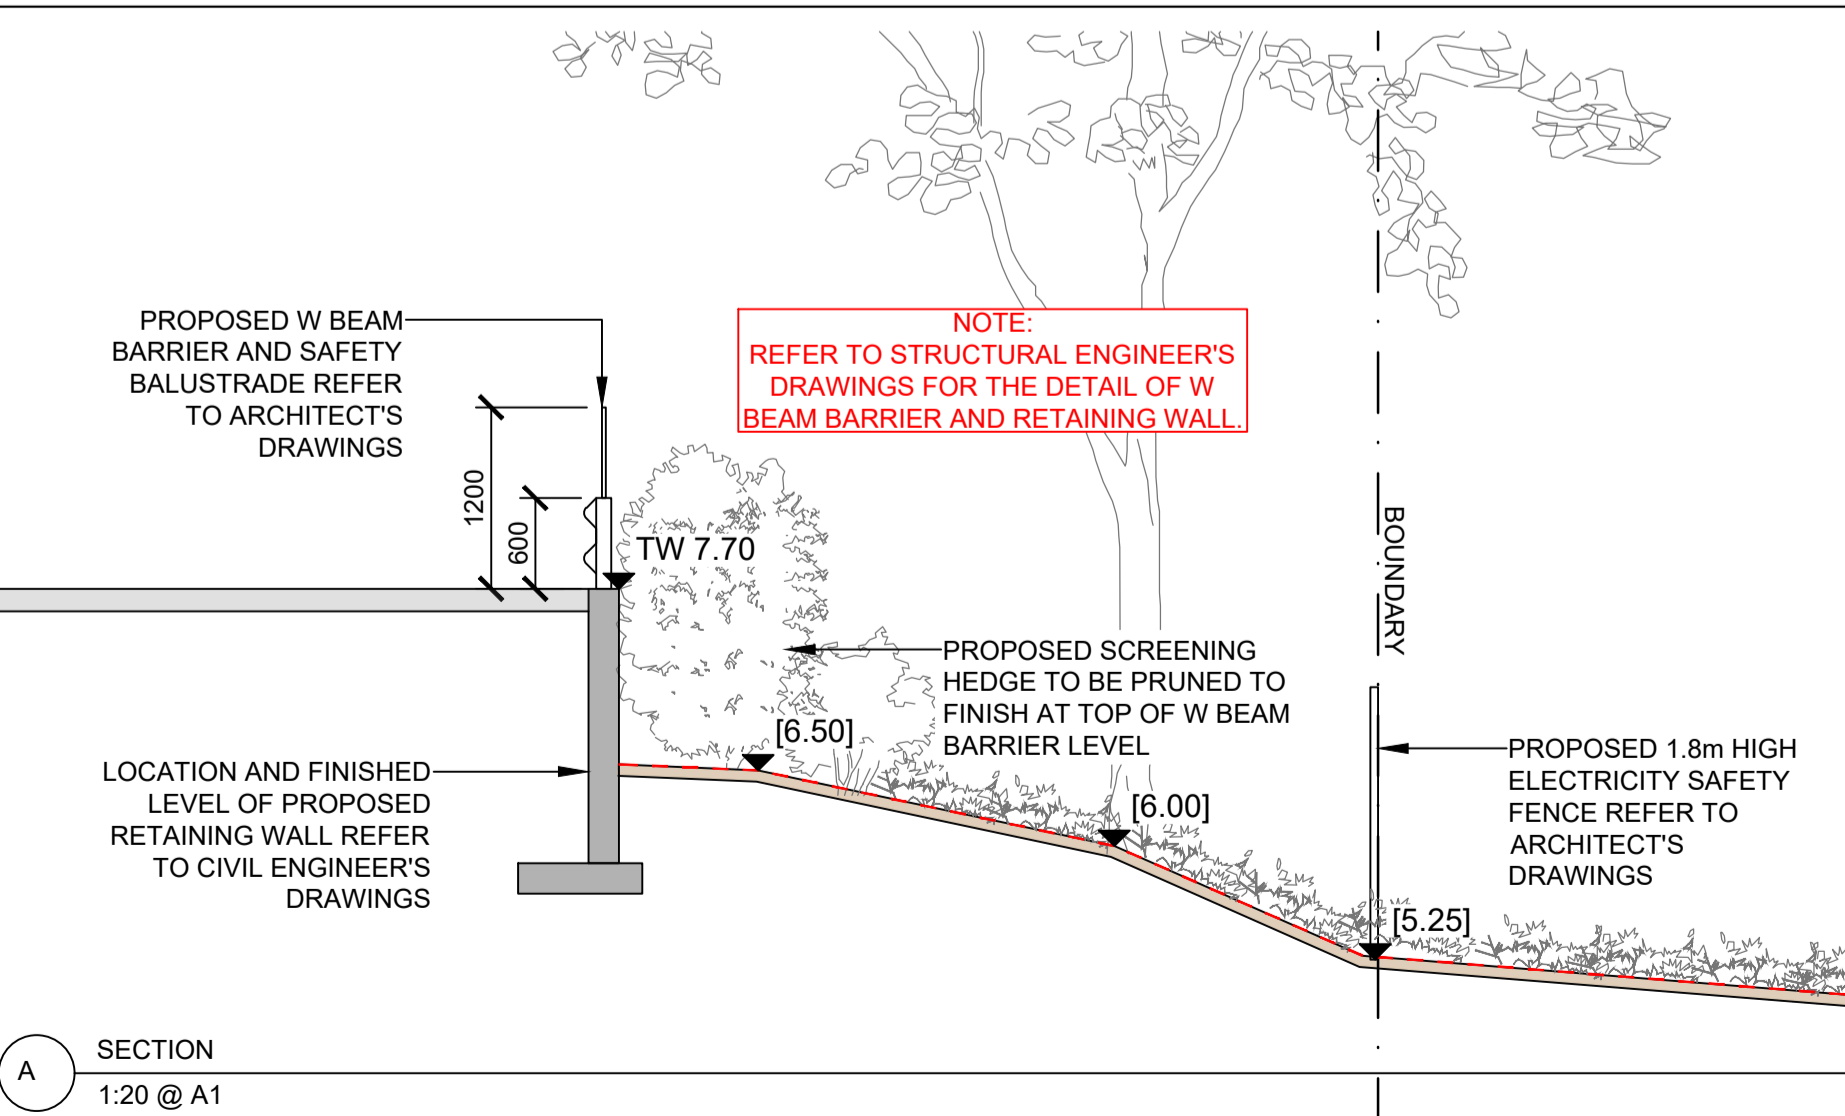 PROPOSED W BEAM
BARRIER AND SAFETY
BALUSTRADE REFER
TO ARCHITECT'S
DRAWINGS
NOTE:
REFER TO STRUCTURAL ENGINEER'S
DRAWINGS FOR THE DETAIL OF W
BEAM BARRIER AND RETAINING WALL.
1200
600
TW 7.70
BOUNDARY
PROPOSED SCREENING
HEDGE TO BE PRUNED TO
FINISH AT TOP OF W BEAM
BARRIER LEVEL
[6.50]
[6.00]
[5.25]
PROPOSED 1.8m HIGH
ELECTRICITY SAFETY
FENCE REFER TO
ARCHITECT'S
DRAWINGS
LOCATION AND FINISHED
LEVEL OF PROPOSED
RETAINING WALL REFER
TO CIVIL ENGINEER'S
DRAWINGS
A
SECTION
1:20 @ A1